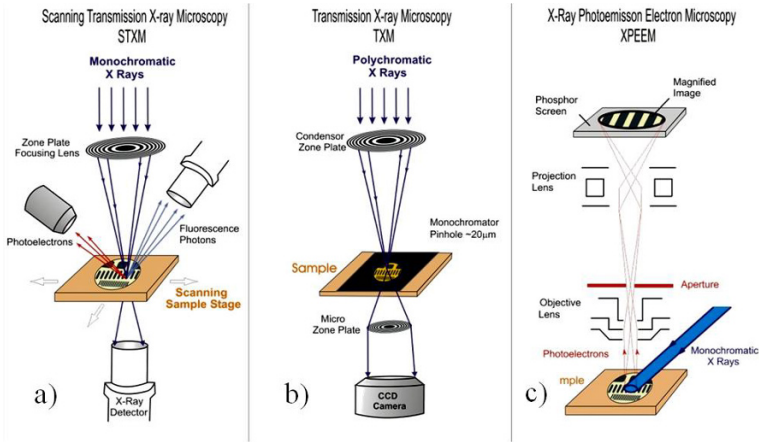 Scanning Transmission X-ray Microscopy
STXM
Monochromatic
X Rays
Zone Plate
Focusing Lens
Photoelectrons
Fluorescence
Photons
Scanning
Sample Stage
X-Ray
Detector
a)
Transmission X-ray Microscopy
TXM
Polychromatic
X Rays
Condensor
Zone Plate
Monochromator
Pinhole ~20µm
Sample
Micro
Zone Plate
CCD
Camera
b)
X-Ray Photoemisson Electron Microscopy
XPEEM
Magnified
Image
Phosphor
Screen
Projection
Lens
Aperture
Objective
Lens
Photoelectrons
Monochromatic
X Rays
mple
c)